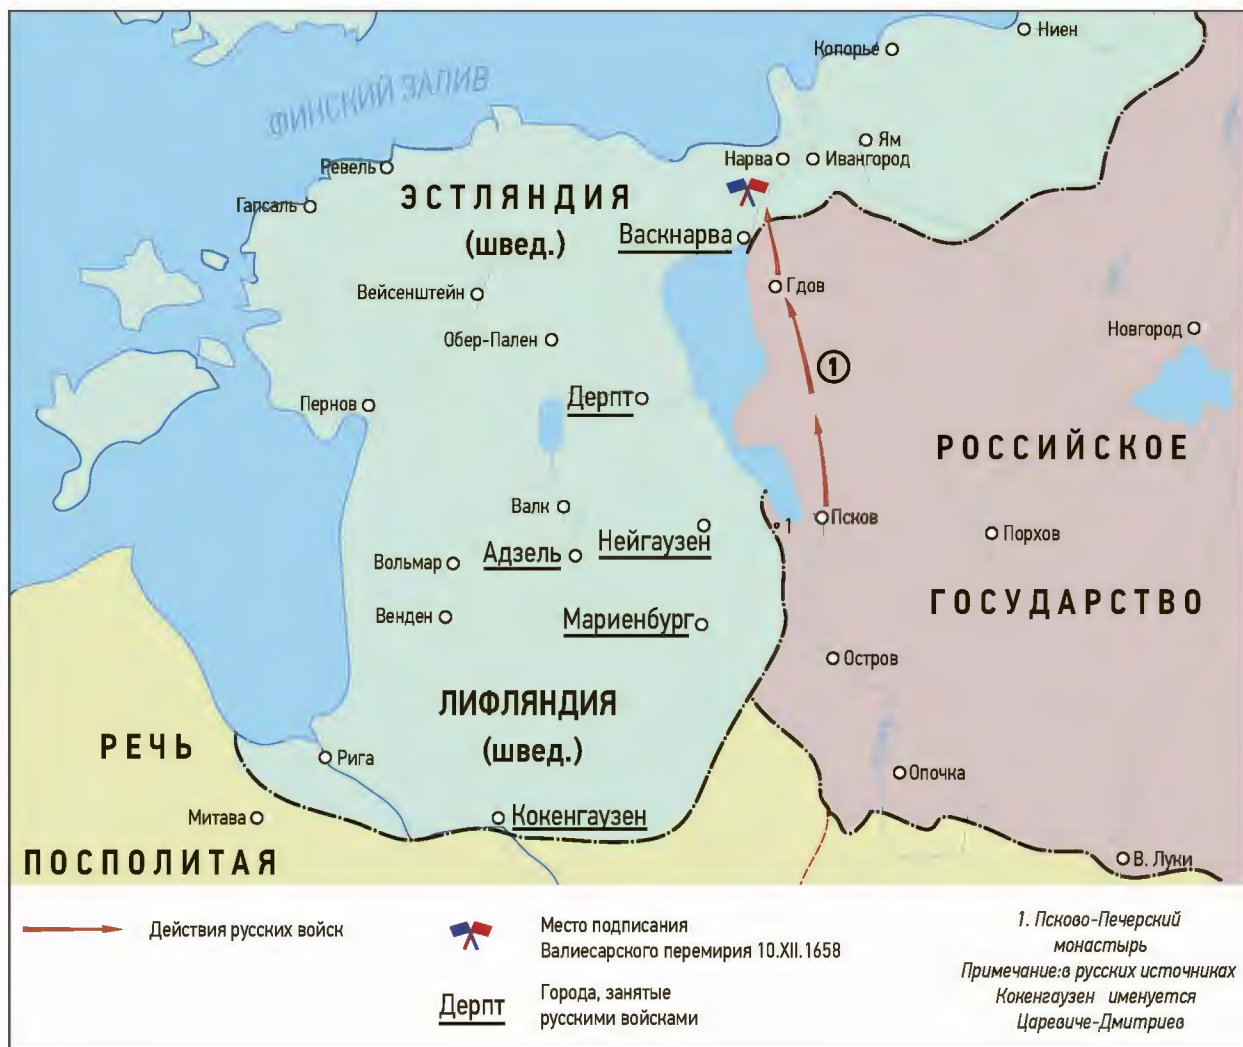 Ниен
Копорье
ФИНСКИЙ ЗАЛИВ
Ям
Нарва
Ивангород
Ревель
ЭСТЛЯНДИЯ
(швед.)
Гапсаль
Васкнарва
Гдов
Вейсенштейн
Новгород
Обер-Пален
1
Дерпт
Пернов
РОССИЙСКОЕ
Валк
Псков
1
Порхов
Нейгаузен
Адзель
Вольмар
ГОСУДАРСТВО
Венден
Мариенбург
Остров
ЛИФЛЯНДИЯ
(швед.)
РЕЧЬ
Рига
Опочка
Митава
Кокенгаузен
ПОСПОЛИТАЯ
В. Луки
Действия русских войск
Место подписания
Валиесарского перемирия 10.XII.1658
Дерпт
Города, занятые
русскими войсками
1. Псково-Печерский
монастырь
Примечание:в русских источниках
Кокенгаузен именуется
Царевиче-Дмитриев